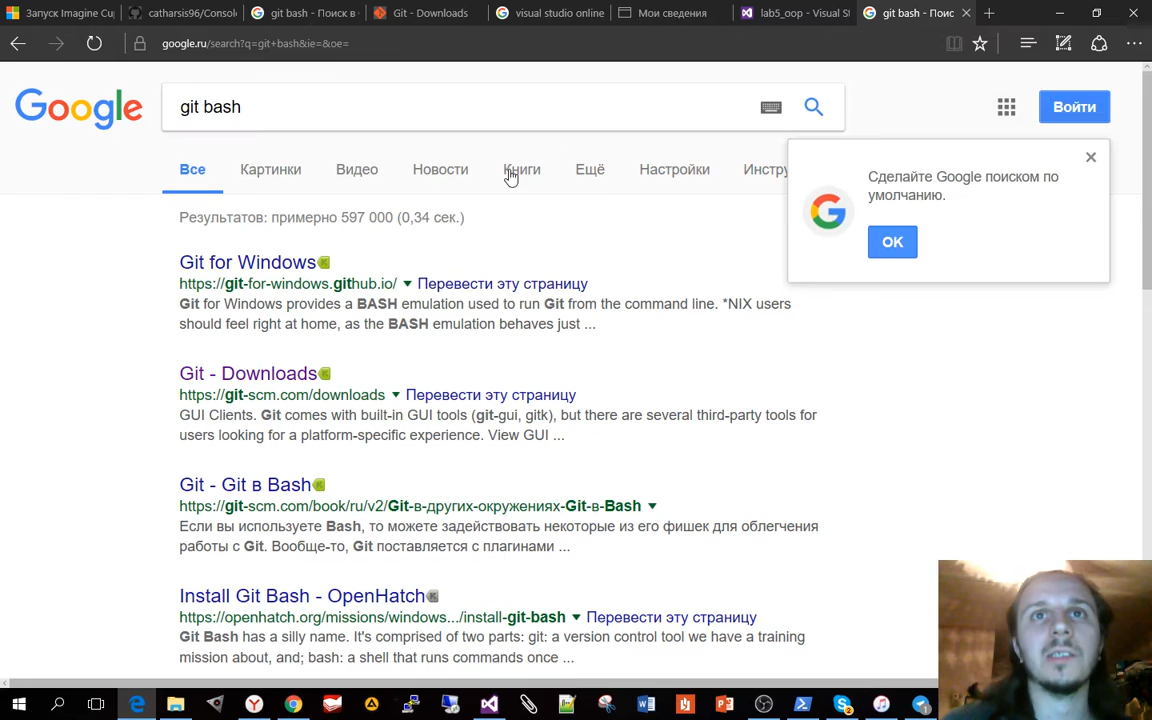 Запуск Imagine Cu
catharsis96/Consol
git bash - Поиск в
Git - Downloads
visual studio online
Мои сведения
lab5_oop - Visual St
git bash - Поис
google.ru/search?q=git+bash&ie=&oe=
Google
git bash
Войти
Все
Картинки
Видео
Новости
Книги
Ещё
Настройки
Инстру
Сделайте Google поиском по
умолчанию.
OK
Результатов: примерно 597 000 (0,34 сек.)
Git for Windows
https://git-for-windows.github.io/ ▼ Перевести эту страницу
Git for Windows provides a BASH emulation used to run Git from the command line. *NIX users
should feel right at home, as the BASH emulation behaves just ...
Git - Downloads
https://git-scm.com/downloads ▼ Перевести эту страницу
GUI Clients. Git comes with built-in GUI tools (git-gui, gitk), but there are several third-party tools for
users looking for a platform-specific experience. View GUI ...
Git - Git в Bash
https://git-scm.com/book/ru/v2/Git-в-других-окружениях-Git-в-Bash ▼
Если вы используете Bash, то можете задействовать некоторые из его фишек для облегчения
работы с Git. Вообще-то, Git поставляется с плагинами ...
Install Git Bash - OpenHatch
https://openhatch.org/missions/windows.../install-git-bash ▼ Перевести эту страницу
Git Bash has a silly name. It's comprised of two parts: git: a version control tool we have a training
mission about, and; bash: a shell that runs commands once ...